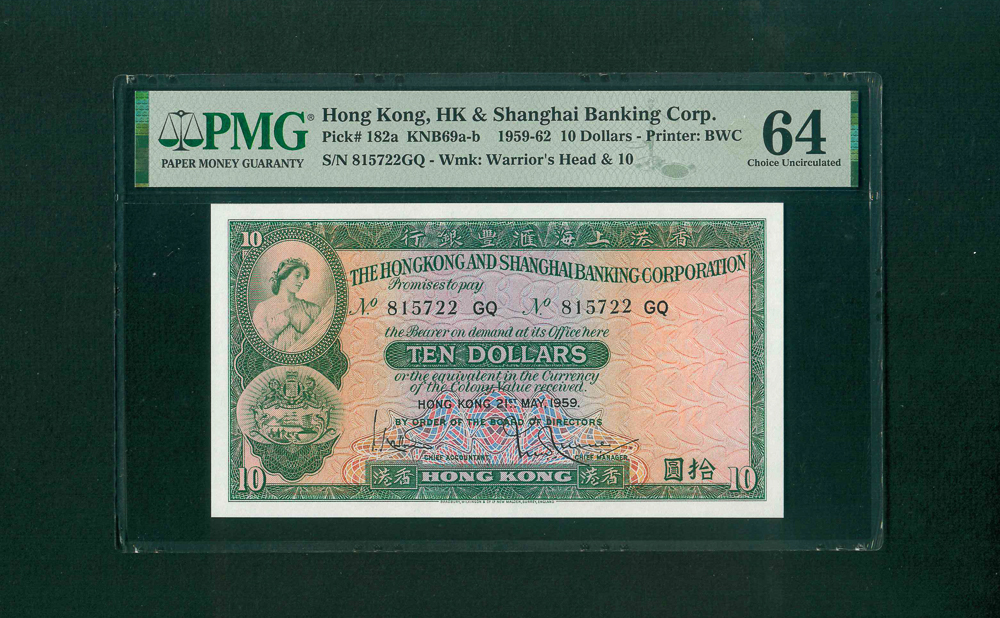 PMG®
PAPER MONEY GUARANTY
Hong Kong, HK & Shanghai Banking Corp.
Pick# 182a KNB69a-b 1959-62 10 Dollars - Printer: BWC
S/N 815722GQ - Wmk: Warrior's Head & 10
64
Choice Uncirculated
10
行銀豐滙海上港香
THE HONGKONG AND SHANGHAI BANKING CORPORATION
Promises to pay
No 815722 GQ No 815722 GQ
the Bearer on demand at its Office here
TEN DOLLARS
or the equivalent in the Currency
of the Colony Value received.
HONG KONG 21ST MAY, 1959.
BY ORDER OF THE BOARD OF DIRECTORS
CHIEF ACCOUNTANT CHIEF MANAGER
10 港香 HONG KONG 港香 圓拾 10